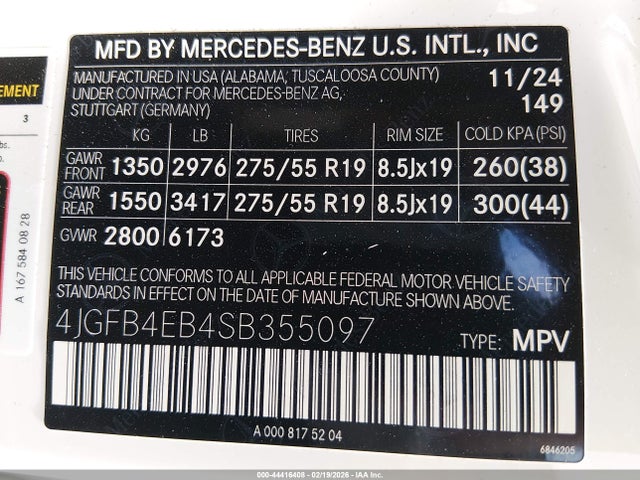 MFD BY MERCEDES-BENZ U.S. INTL., INC
MANUFACTURED IN USA (ALABAMA, TUSCALOOSA COUNTY)
UNDER CONTRACT FOR MERCEDES-BENZ AG,
STUTTGART (GERMANY)
11/24
149
KG LB TIRES RIM SIZE COLD KPA (PSI)
GAWR FRONT 1350 2976 275/55 R19 8.5Jx19 260(38)
GAWR REAR 1550 3417 275/55 R19 8.5Jx19 300(44)
GVWR 2800 6173
THIS VEHICLE CONFORMS TO ALL APPLICABLE FEDERAL MOTOR VEHICLE SAFETY
STANDARDS IN EFFECT ON THE DATE OF MANUFACTURE SHOWN ABOVE.
4JGFB4EB4SB355097
TYPE: MPV
A 000 817 52 04
6846205
EMENT
3
bs.
A 167 584 08 28
000-44416408 - 02/19/2026 - IAA Inc.